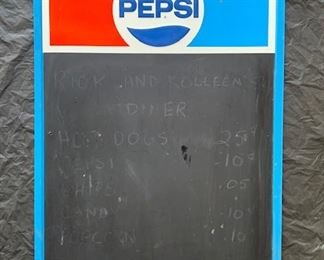 PEPSI
RICK AND KOLLEEN'S
DINER
HOT DOGS 25¢
PEPSI .10¢
CHIPS .05
CANDY .10¢
POPCORN .10